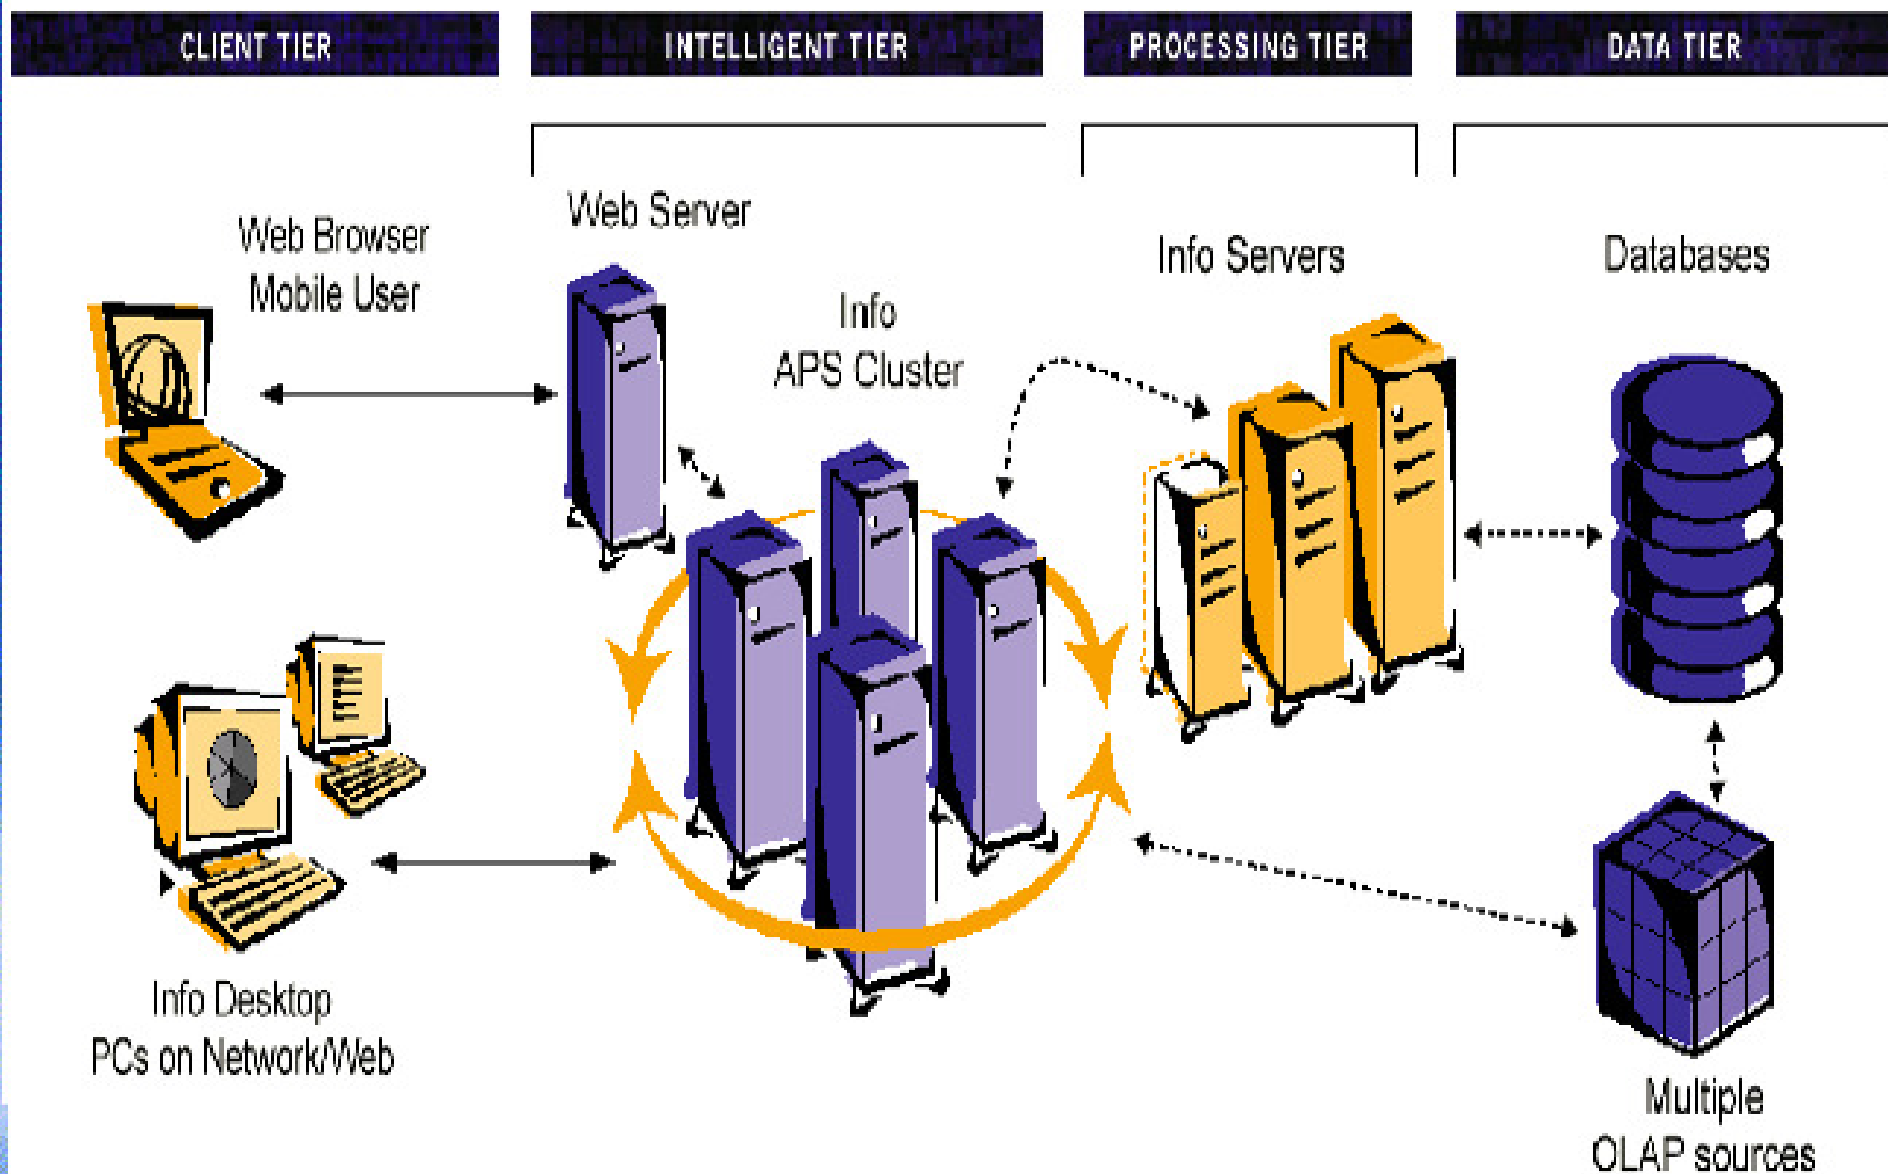 CLIENT TIER
INTELLIGENT TIER
PROCESSING TIER
DATA TIER
Web Browser
Mobile User
Web Server
Info
APS Cluster
Info Servers
Databases
Info Desktop
PCs on Network/Web
Multiple
OLAP sources